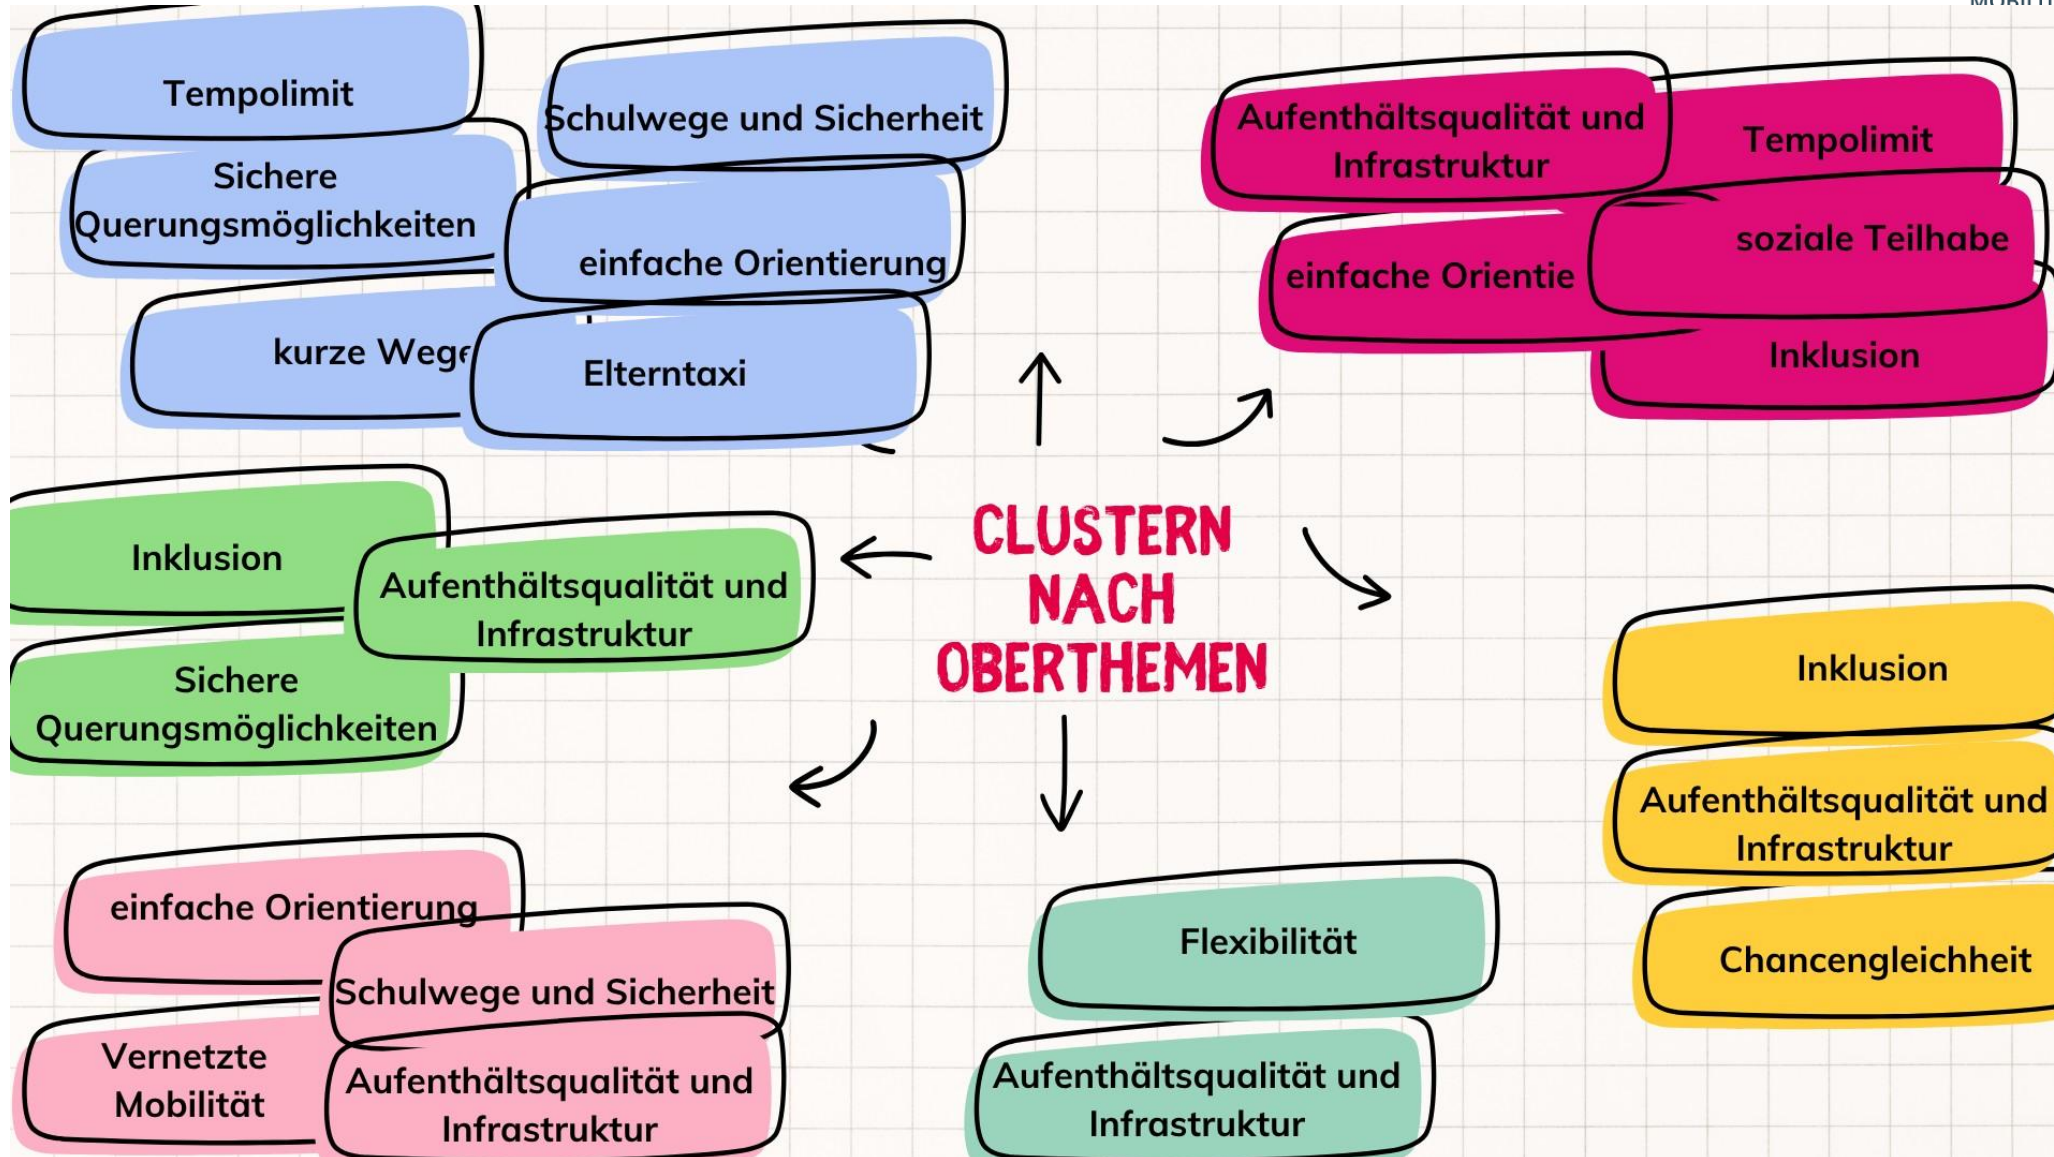 Tempolimit
Schulwege und Sicherheit
Sichere
Querungsmöglichkeiten
einfache Orientierung
kurze Wege
Elterntaxi
Aufenthältsqualität und
Infrastruktur
Tempolimit
soziale Teilhabe
einfache Orientie
Inklusion
CLUSTERN
NACH
OBERTHEMEN
Inklusion
Aufenthältsqualität und
Infrastruktur
Sichere
Querungsmöglichkeiten
Inklusion
Aufenthältsqualität und
Infrastruktur
Chancengleichheit
einfache Orientierung
Schulwege und Sicherheit
Vernetzte
Mobilität
Aufenthältsqualität und
Infrastruktur
Flexibilität
Aufenthältsqualität und
Infrastruktur